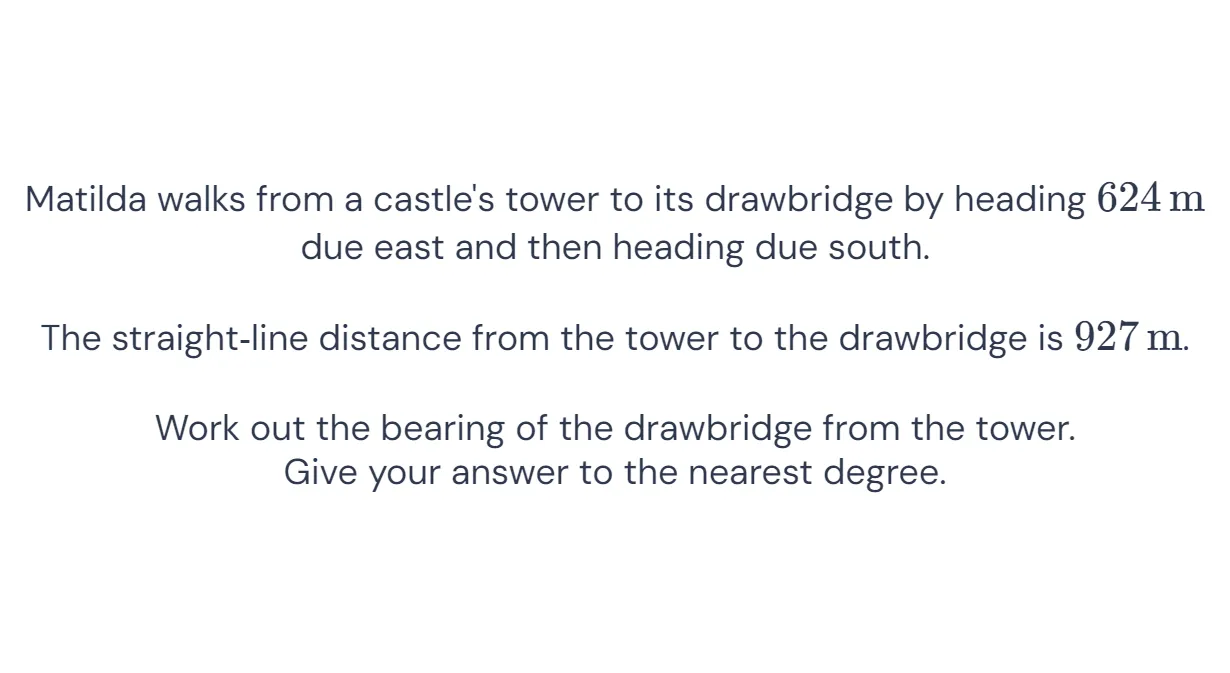 Matilda walks from a castle's tower to its drawbridge by heading 624 m
due east and then heading due south.
The straight-line distance from the tower to the drawbridge is 927 m.
Work out the bearing of the drawbridge from the tower.
Give your answer to the nearest degree.